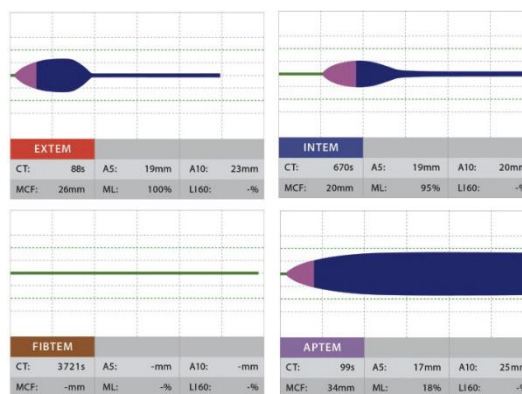 EXTEM
CT: 88s A5: 19mm A10: 23mm
MCF: 26mm ML: 100% LI60: -%
INTEM
CT: 670s A5: 19mm A10: 20mm
MCF: 20mm ML: 95% LI60: -%
FIBTEM
CT: 3721s A5: -mm A10: -mm
MCF: -mm ML: -% LI60: -%
APTEM
CT: 99s A5: 17mm A10: 25mm
MCF: 34mm ML: 18% LI60: -%